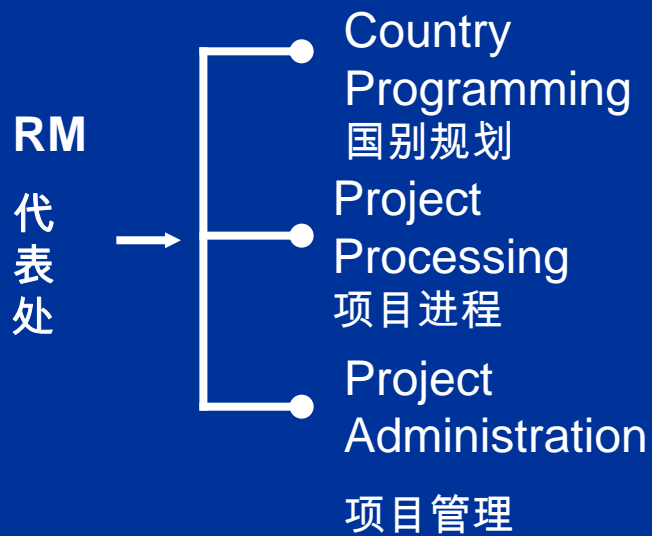 RM
代
表
处
Country
Programming
国别规划
Project
Processing
项目进程
Project
Administration
项目管理